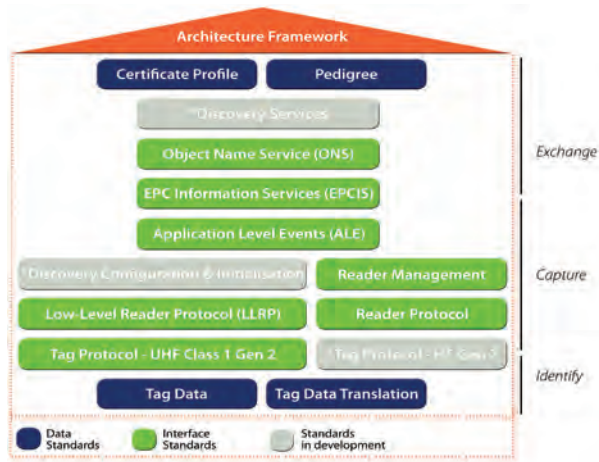 Architecture Framework
Certificate Profile
Pedigree
*Discovery Services
Object Name Service (ONS)
Exchange
EPC Information Services (EPCIS)
Application Level Events (ALE)
*Discovery Configuration & Initialisation
Reader Management
Capture
Low-Level Reader Protocol (LLRP)
Reader Protocol
Tag Protocol - UHF Class 1 Gen 2
*Tag Protocol - HF Gen 2
Identify
Tag Data
Tag Data Translation
Data
Standards
Interface
Standards
Standards
in development